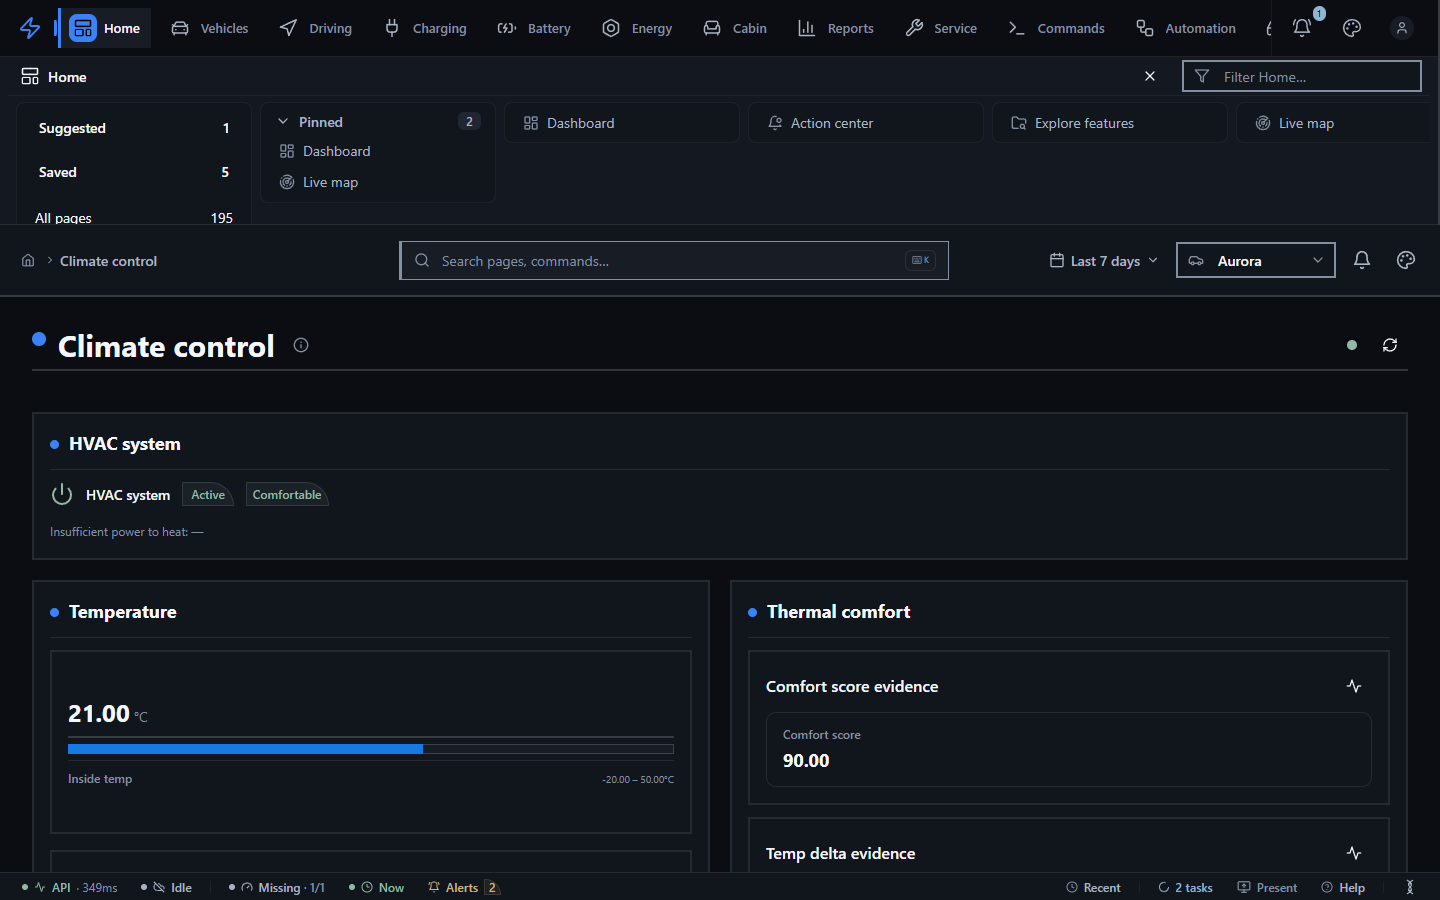 Home Vehicles Driving Charging Battery Energy Cabin Reports Service Commands Automation 1
Home Filter Home...
Suggested 1
Saved 5
All pages 195
Pinned 2
Dashboard
Live map
Dashboard
Action center
Explore features
Live map
Climate control Search pages, commands... K Last 7 days Aurora
Climate control
HVAC system
HVAC system Active Comfortable
Insufficient power to heat: —
Temperature
21.00 °C
Inside temp -20.00 – 50.00°C
Thermal comfort
Comfort score evidence
Comfort score
90.00
Temp delta evidence
API · 349ms Idle Missing · 1/1 Now Alerts 2 Recent 2 tasks Present Help